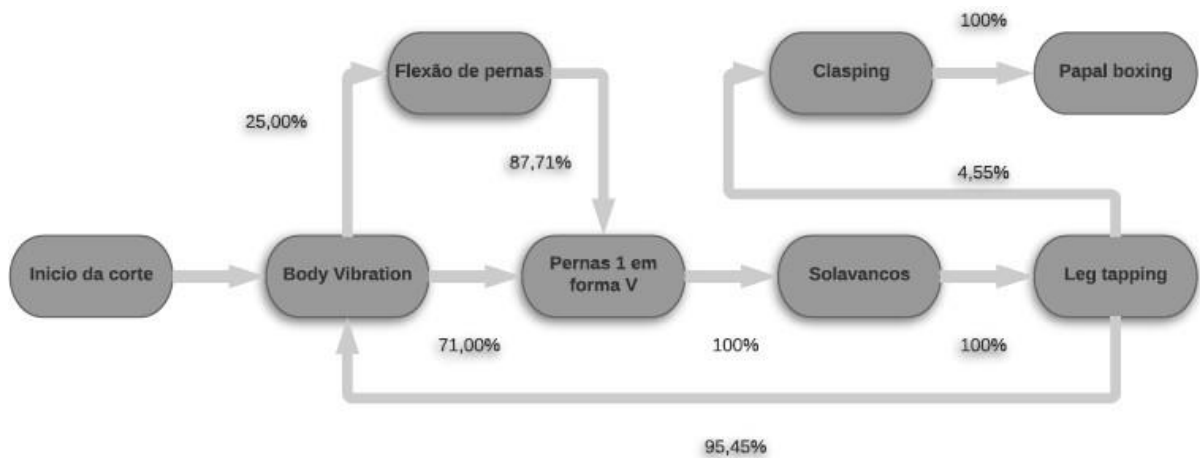 100%
Flexão de pernas
Clasping
Papal boxing
25,00%
87,71%
4,55%
Inicio da corte
Body Vibration
Pernas 1 em
forma V
Solavancos
Leg tapping
71,00%
100%
100%
95,45%